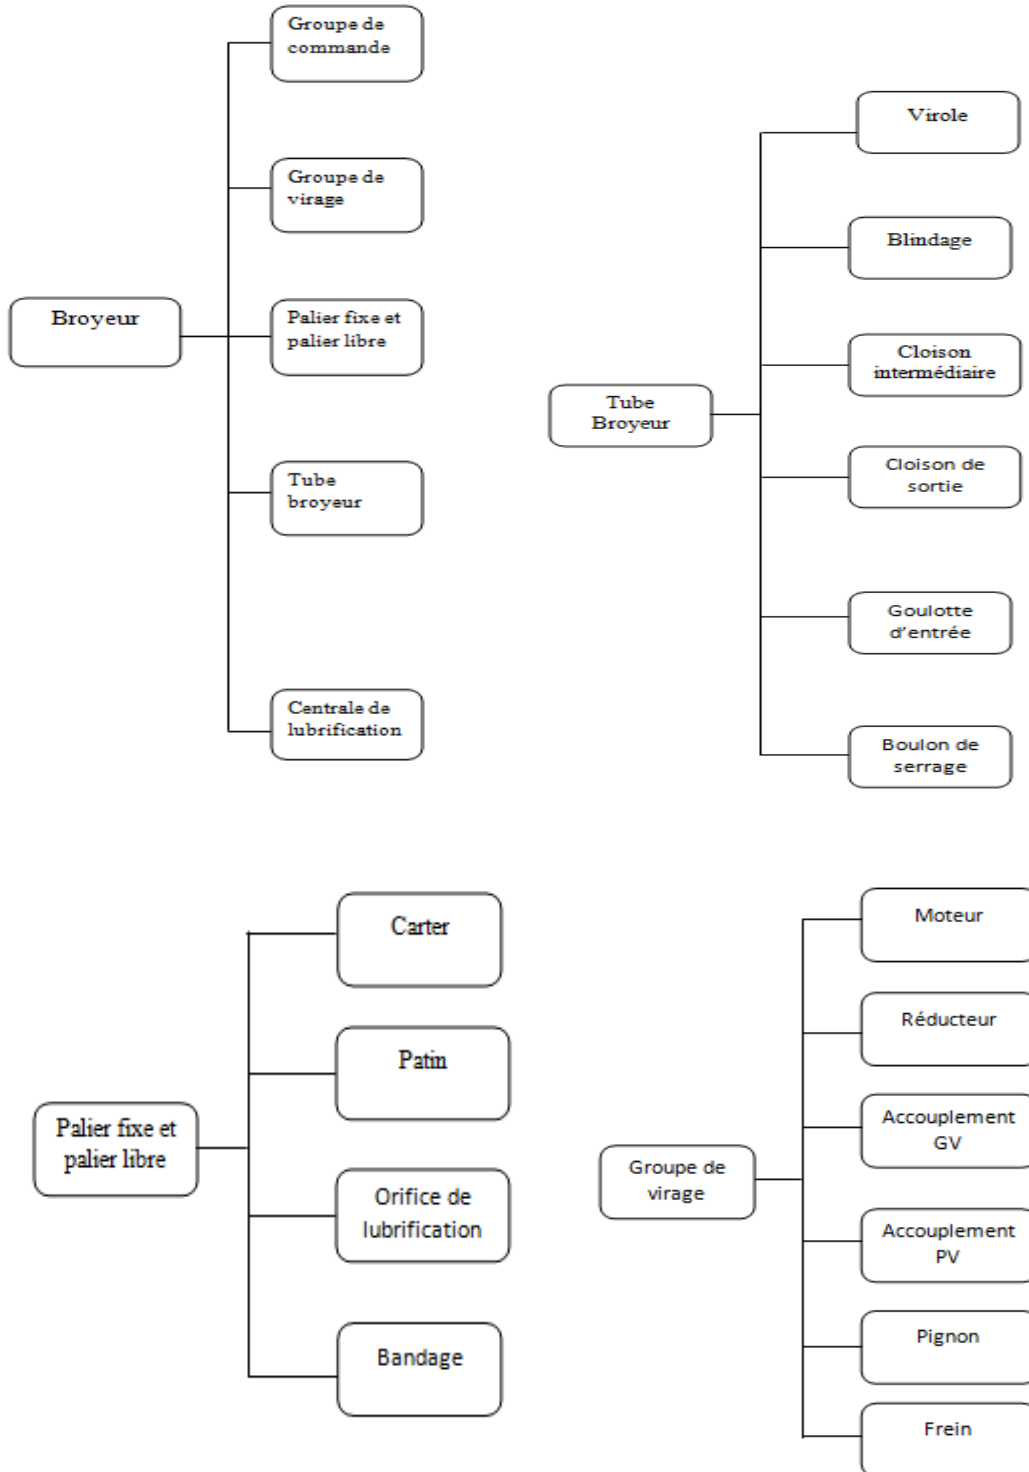 Groupe de
commande
Groupe de
virage
Broyeur
Palier fixe et
palier libre
Tube
broyeur
Centrale de
lubrification
Virole
Blindage
Cloison
intermédiaire
Tube
Broyeur
Cloison de
sortie
Goulotte
d'entrée
Boulon de
serrage
Carter
Patin
Palier fixe et
palier libre
Orifice de
lubrification
Bandage
Moteur
Réducteur
Accouplement
GV
Groupe de
virage
Accouplement
PV
Pignon
Frein